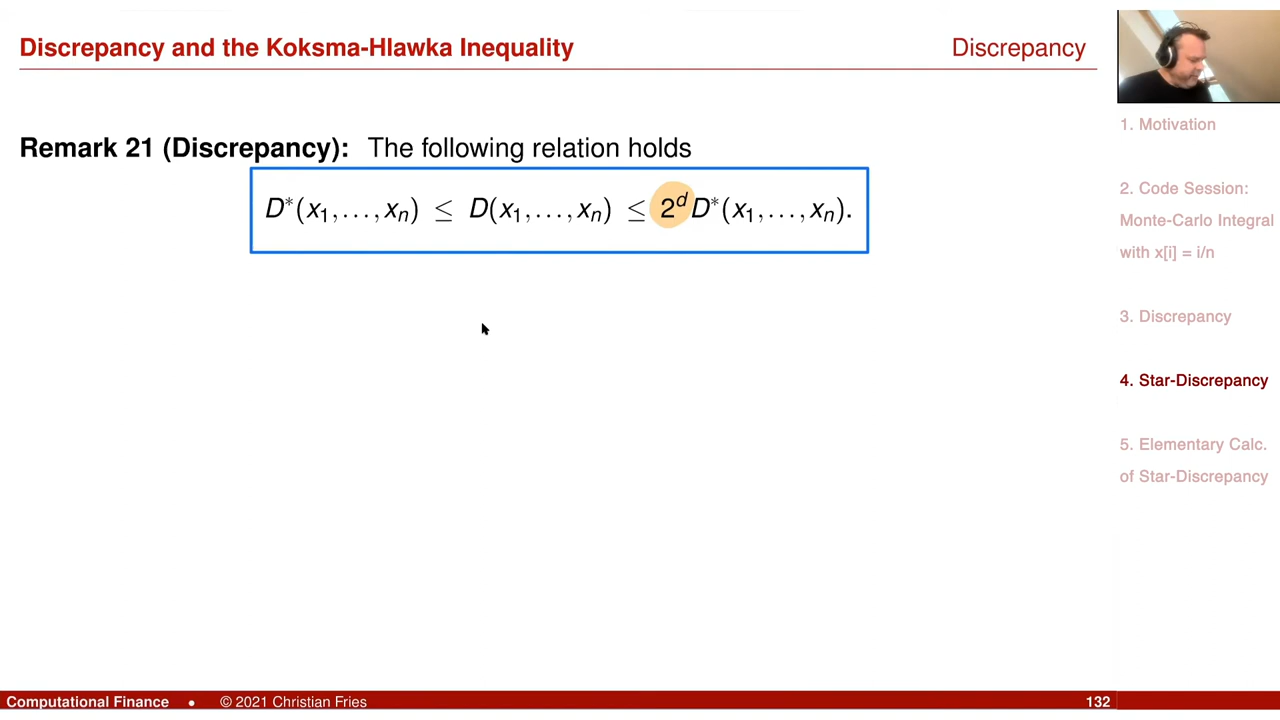 Discrepancy and the Koksma-Hlawka Inequality
Discrepancy
Remark 21 (Discrepancy): The following relation holds
D*(x₁,…,xₙ) ≤ D(x₁,…,xₙ) ≤ 2ᵈD*(x₁,…,xₙ).
1. Motivation
2. Code Session:
Monte-Carlo Integral
with x[i] = i/n
3. Discrepancy
4. Star-Discrepancy
5. Elementary Calc.
of Star-Discrepancy
Computational Finance • © 2021 Christian Fries
132